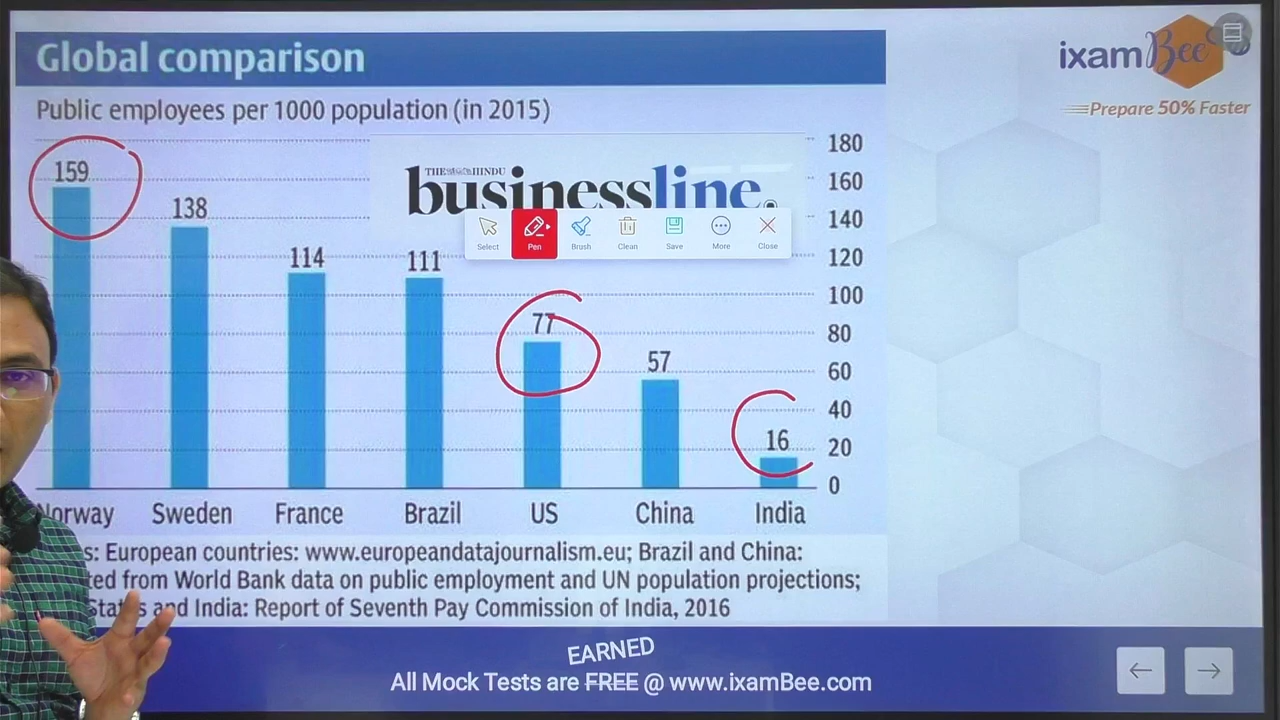 Global comparison
ixamBee
Prepare 50% Faster
Public employees per 1000 population (in 2015)
THE HINDU
businessline.
Select Pen Brush Clean Save More Close
180
160
140
120
100
80
60
40
20
0
159
138
114
111
77
57
16
Norway Sweden France Brazil US China India
s: European countries: www.europeandatajournalism.eu; Brazil and China:
ted from World Bank data on public employment and UN population projections;
States and India: Report of Seventh Pay Commission of India, 2016
EARNED
All Mock Tests are FREE @ www.ixamBee.com